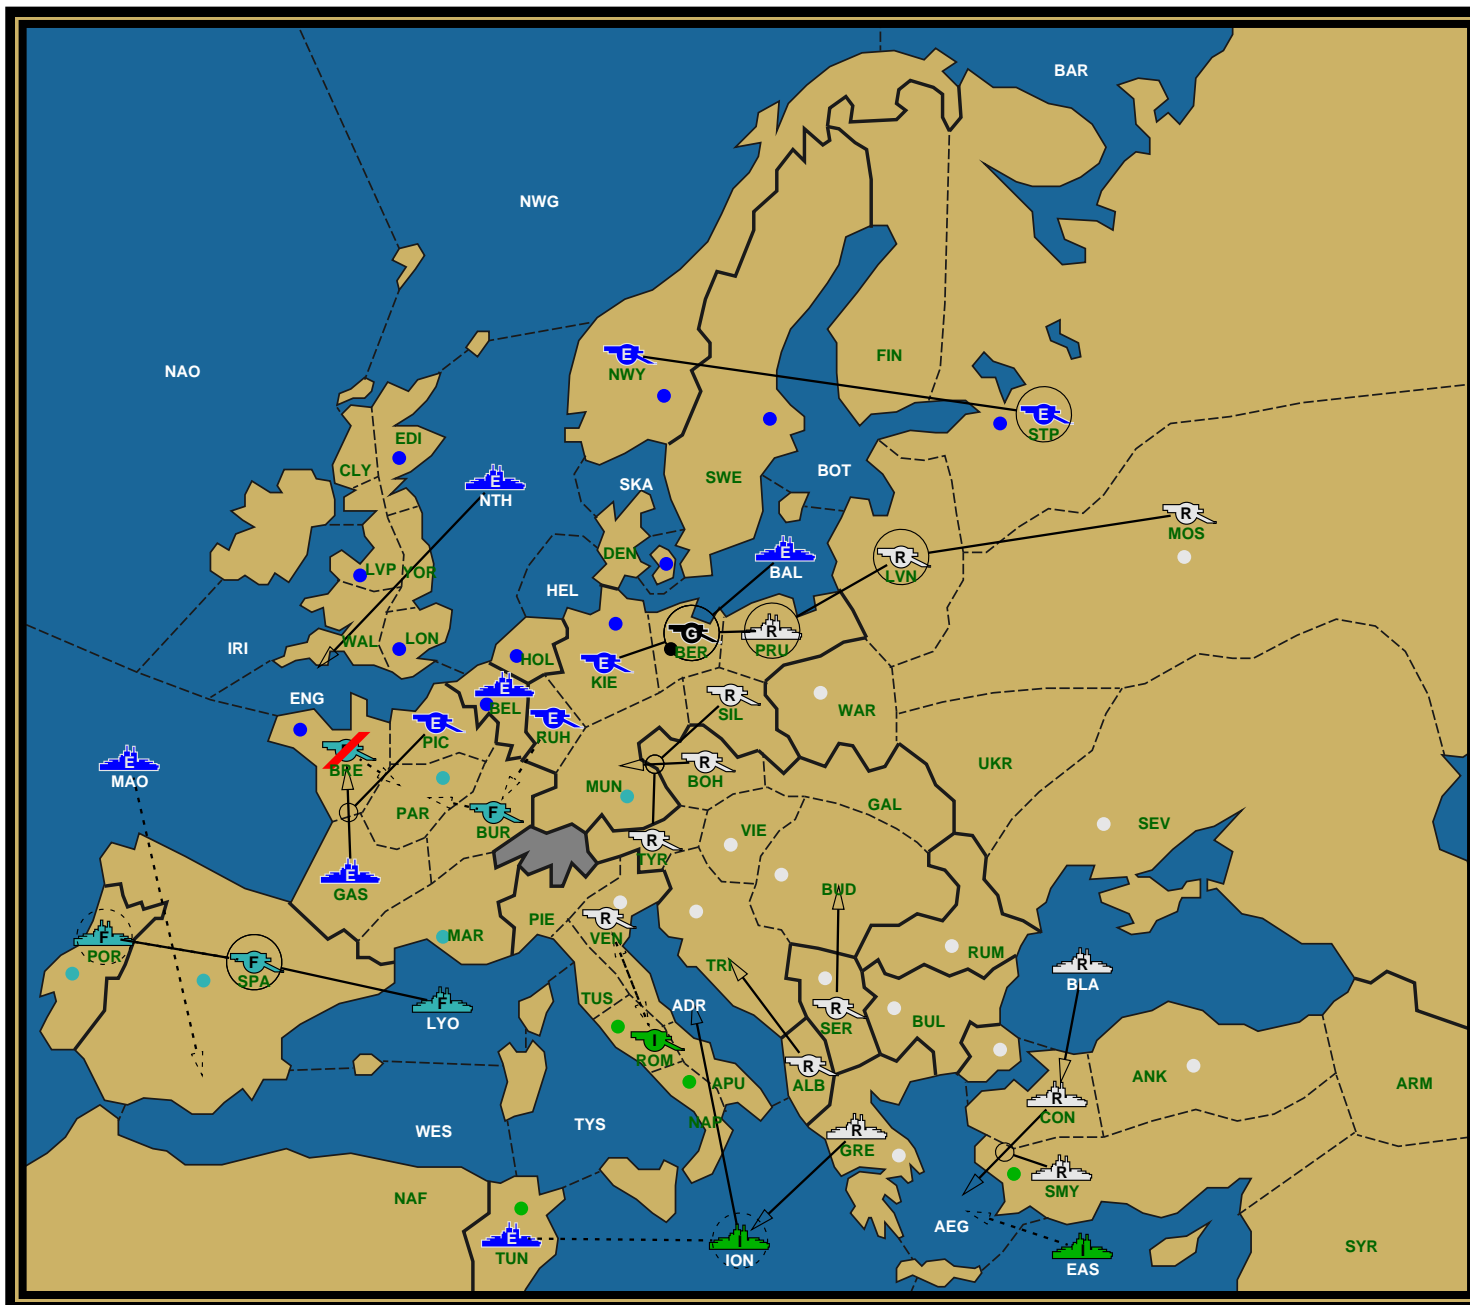 BAR
NWG
NAO
FIN
E
NWY
E
STP
EDI
CLY
SWE
BOT
SKA
E
NTH
R
MOS
DEN
E
BAL
R
LVN
HEL
LVP
YOR
IRI
WAL
LON
HOL
G
BER
R
PRU
E
KIE
ENG
E
BEL
R
SIL
WAR
E
PIC
E
RUH
BRE
E
MAO
R
BOH
UKR
MUN
GAL
PAR
F
BUR
VIE
SEV
R
TYR
E
GAS
BUD
PIE
R
VEN
F
POR
MAR
F
SPA
TRI
RUM
R
BLA
TUS
ADR
F
LYO
R
SER
BUL
I
ROM
R
ALB
APU
ANK
ARM
R
CON
NAP
WES
TYS
R
GRE
R
SMY
NAF
AEG
E
TUN
I
ION
I
EAS
SYR